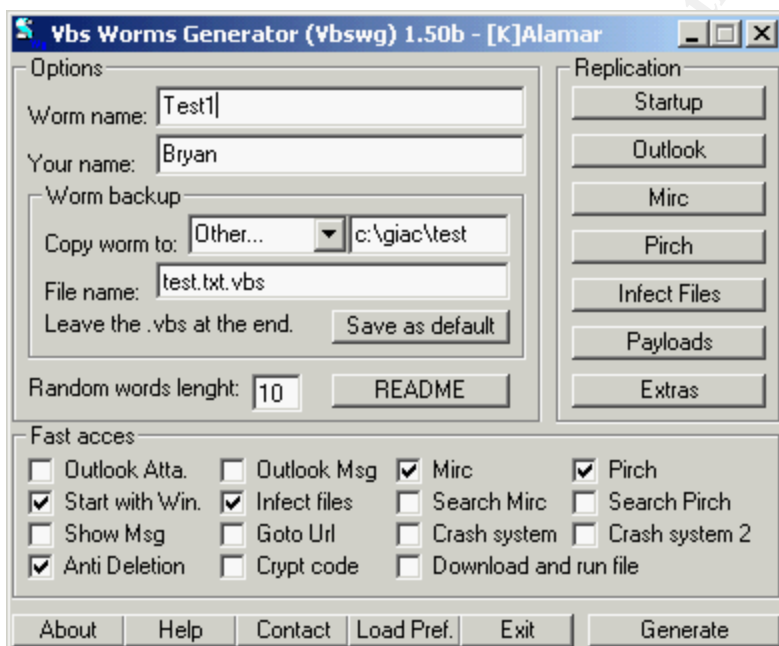 Vbs Worms Generator (Vbswg) 1.50b - [K]Alamar
Options
Worm name: Test1
Your name: Bryan
Worm backup
Copy worm to: Other... c:\giac\test
File name: test.txt.vbs
Leave the .vbs at the end. Save as default
Random words lenght: 10 README
Replication
Startup
Outlook
Mirc
Pirch
Infect Files
Payloads
Extras
Fast acces
Outlook Atta. Outlook Msg Mirc Pirch
Start with Win. Infect files Search Mirc Search Pirch
Show Msg Goto Url Crash system Crash system 2
Anti Deletion Crypt code Download and run file
About Help Contact Load Pref. Exit Generate